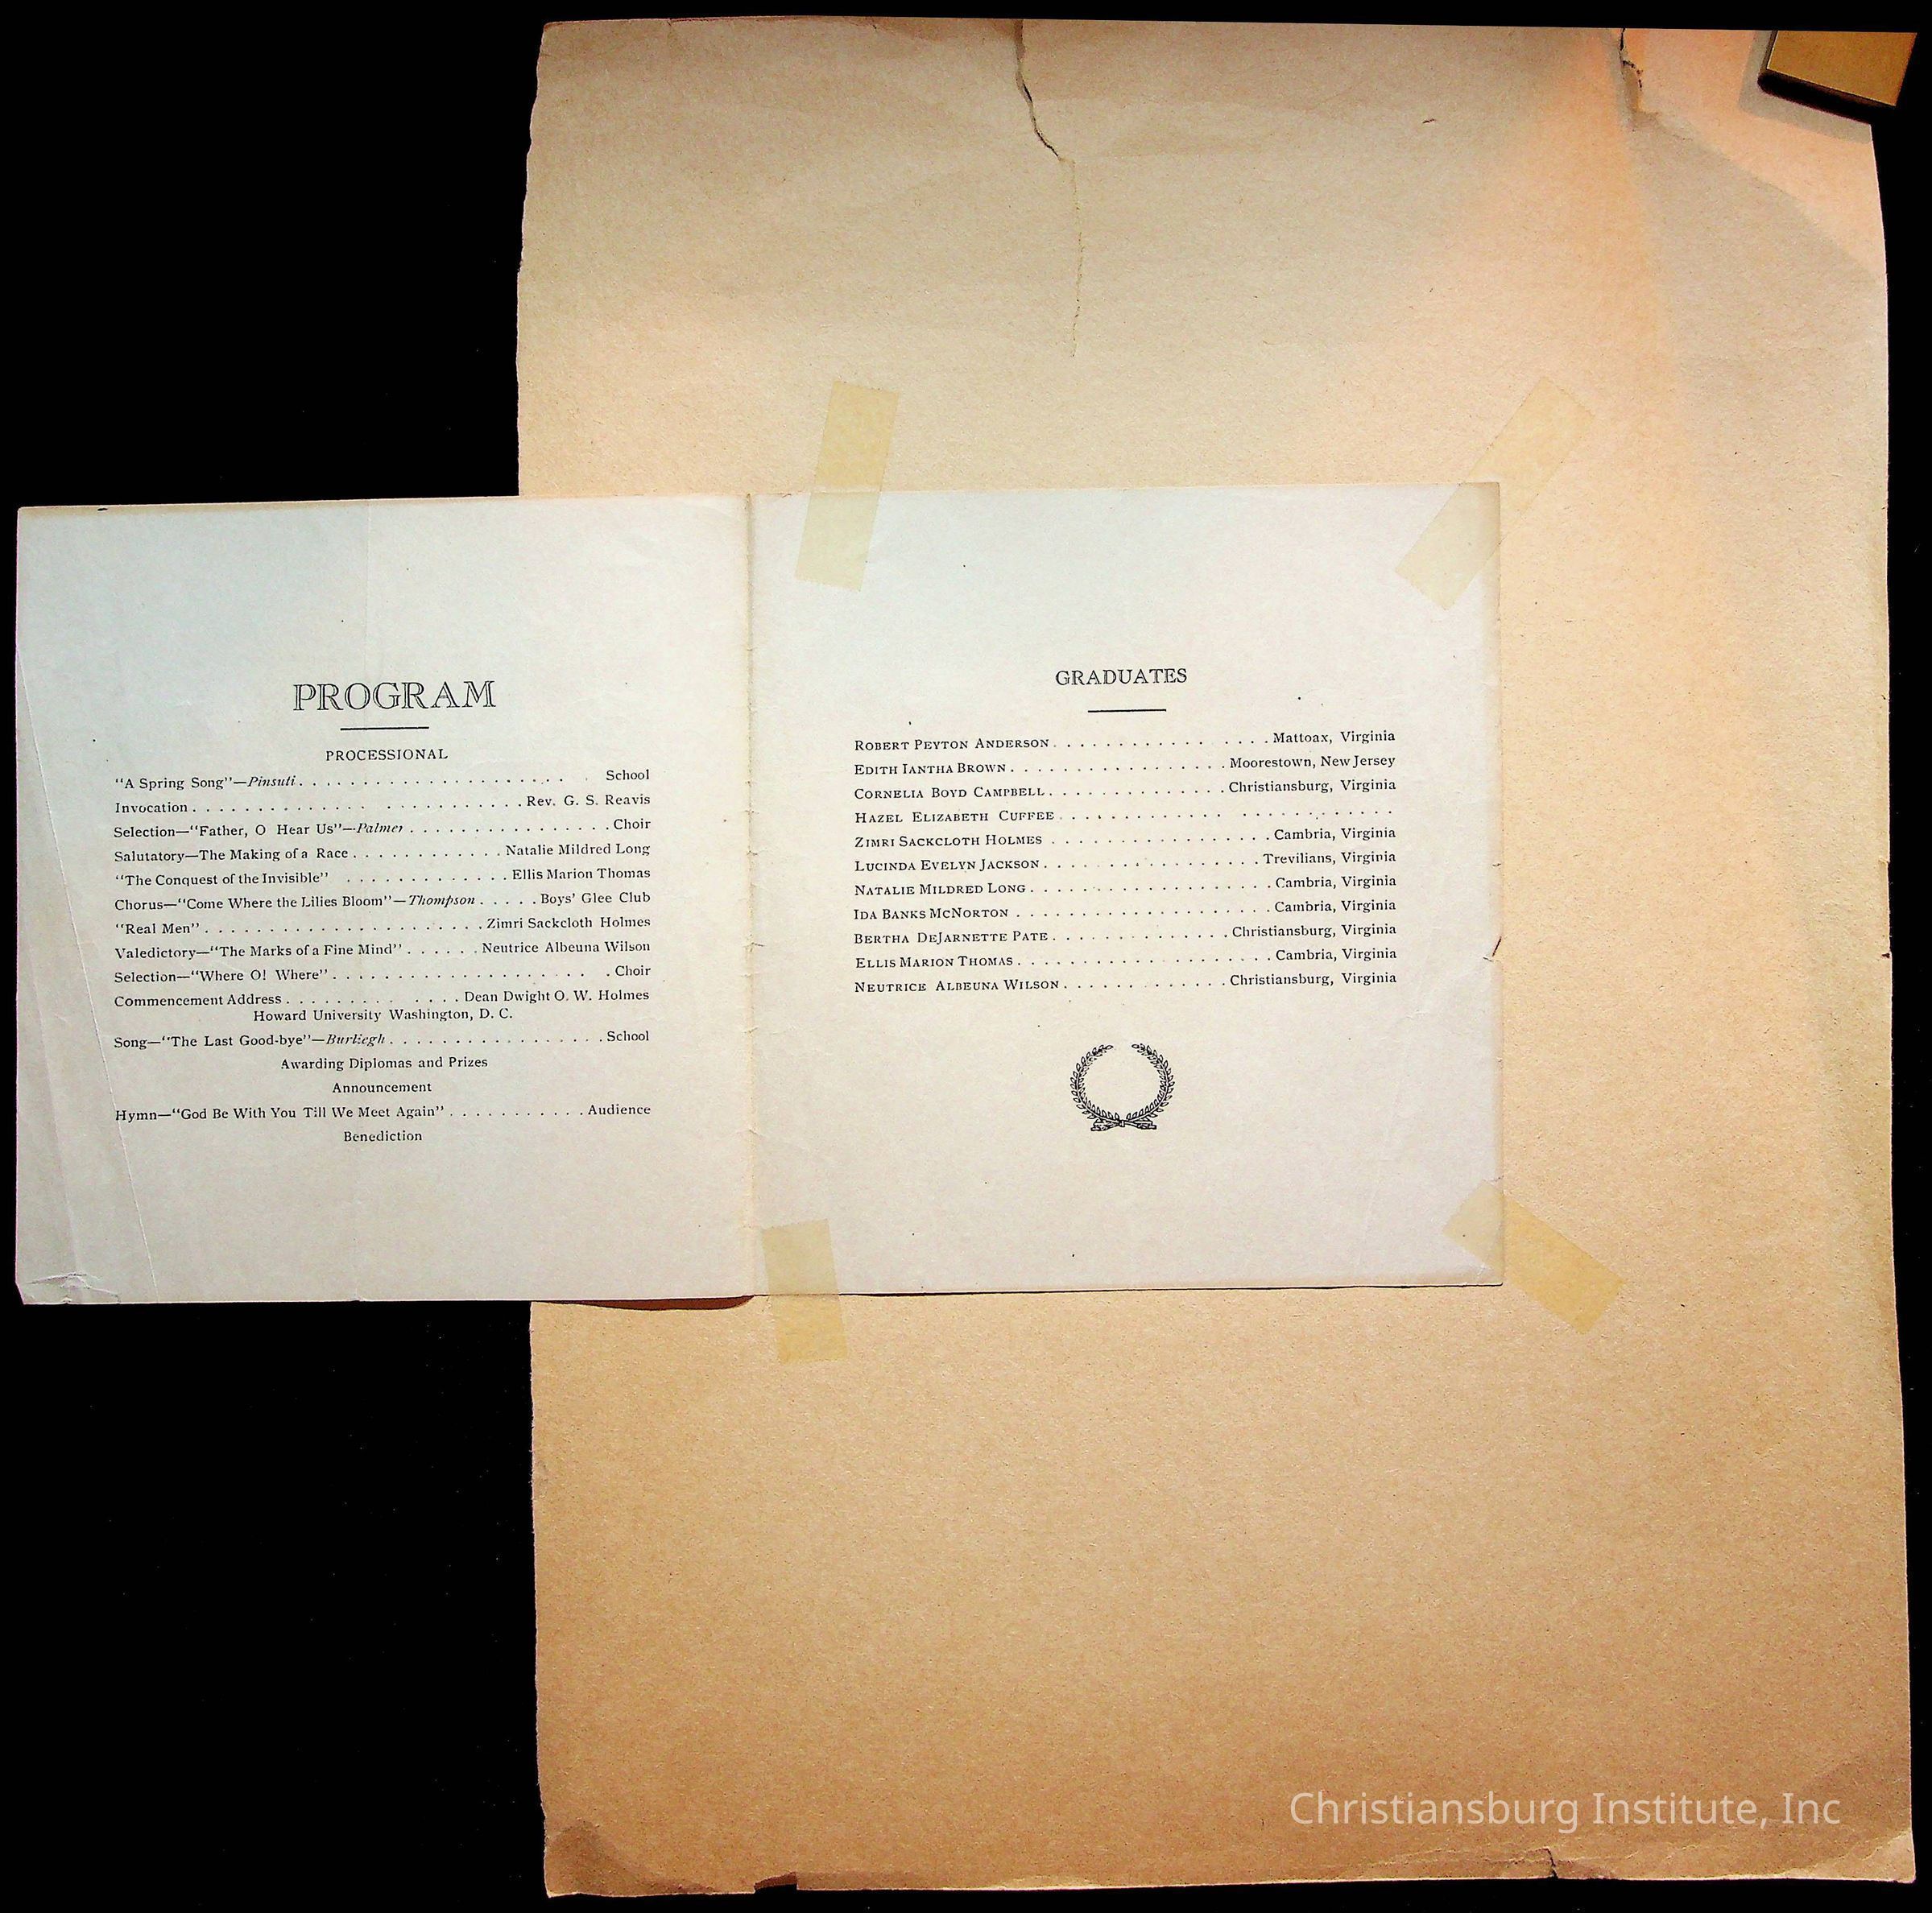 PROGRAM
PROCESSIONAL
"A Spring Song"—Pinsuti. . . . . . . . . . . . . . . . . . . . . . School
Invocation . . . . . . . . . . . . . . . . . . . . . . . . Rev. G. S. Reavis
Selection—"Father, O Hear Us"—Palmer . . . . . . . . . . . . . . . . Choir
Salutatory—The Making of a Race . . . . . . . . . . . . Natalie Mildred Long
"The Conquest of the Invisible" . . . . . . . . . . . . . Ellis Marion Thomas
Chorus—"Come Where the Lilies Bloom"—Thompson . . . . . Boys' Glee Club
"Real Men" . . . . . . . . . . . . . . . . . . . . . . Zimri Sackcloth Holmes
Valedictory—"The Marks of a Fine Mind" . . . . . . Neutrice Albeuna Wilson
Selection—"Where O! Where" . . . . . . . . . . . . . . . . . . . . . Choir
Commencement Address . . . . . . . . . . . . . Dean Dwight O. W. Holmes
Howard University Washington, D. C.
Song—"The Last Good-bye"—Burliegh . . . . . . . . . . . . . . . . . School
Awarding Diplomas and Prizes
Announcement
Hymn—"God Be With You Till We Meet Again" . . . . . . . . . . . Audience
Benediction
GRADUATES
ROBERT PEYTON ANDERSON . . . . . . . . . . . . . . . . Mattoax, Virginia
EDITH IANTHA BROWN . . . . . . . . . . . . . . . . . Moorestown, New Jersey
CORNELIA BOYD CAMPBELL . . . . . . . . . . . . . . Christiansburg, Virginia
HAZEL ELIZABETH CUFFEE . . . . . . . . . . . . . . . . . . . . . . . .
ZIMRI SACKCLOTH HOLMES . . . . . . . . . . . . . . . . . Cambria, Virginia
LUCINDA EVELYN JACKSON . . . . . . . . . . . . . . . . . Trevilians, Virginia
NATALIE MILDRED LONG . . . . . . . . . . . . . . . . . . . Cambria, Virginia
IDA BANKS MCNORTON . . . . . . . . . . . . . . . . . . . . Cambria, Virginia
BERTHA DEJARNETTE PATE . . . . . . . . . . . . . . Christiansburg, Virginia
ELLIS MARION THOMAS . . . . . . . . . . . . . . . . . . . . Cambria, Virginia
NEUTRICE ALBEUNA WILSON . . . . . . . . . . . . . Christiansburg, Virginia
Christiansburg Institute, Inc